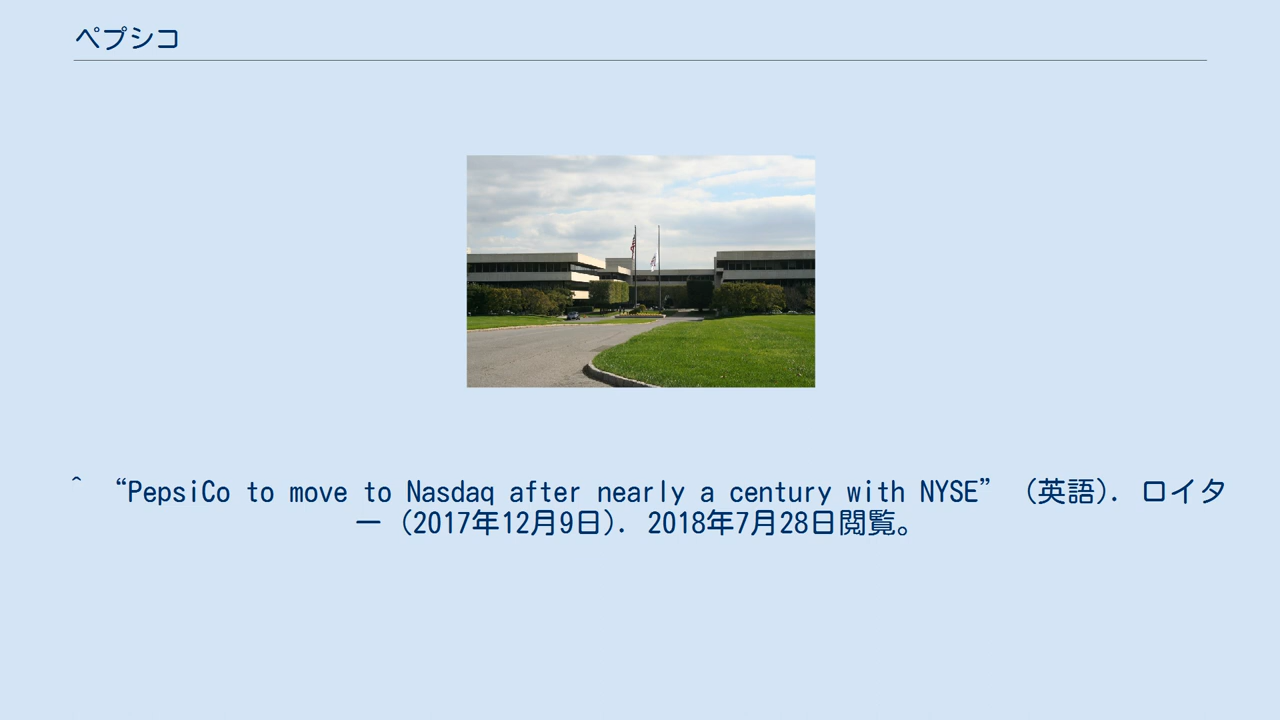 ペプシコ
^ “PepsiCo to move to Nasdaq after nearly a century with NYSE” (英語). ロイタ
ー (2017年12月9日). 2018年7月28日閲覧。